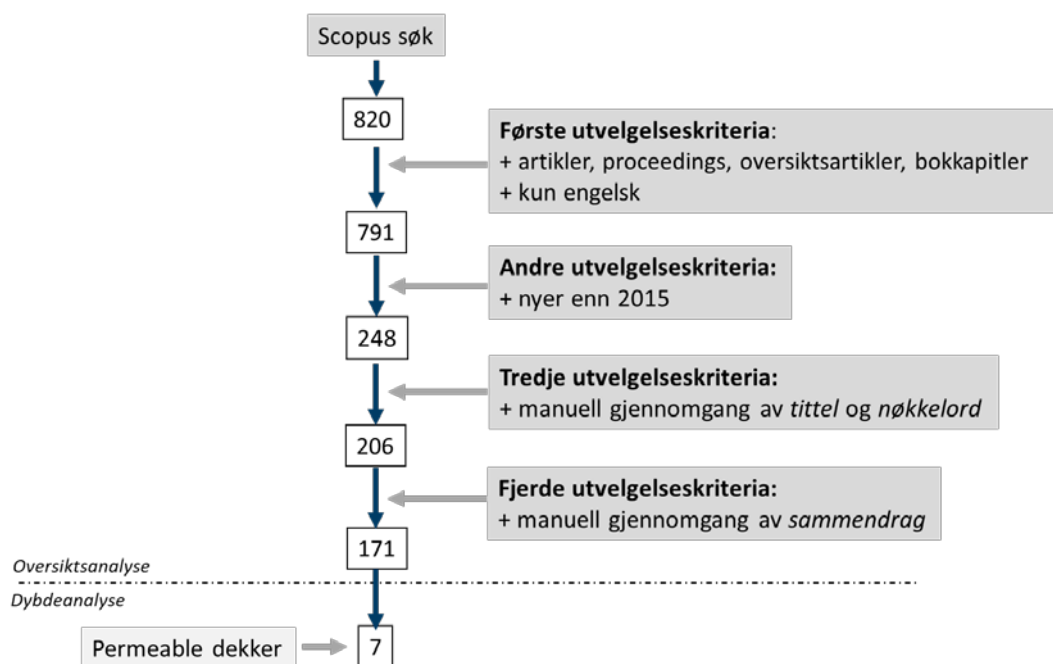 Scopus søk
820
Første utvelgelseskriteria:
+ artikler, proceedings, oversiktsartikler, bokkapitler
+ kun engelsk
791
Andre utvelgelseskriteria:
+ nyer enn 2015
248
Tredje utvelgelseskriteria:
+ manuell gjennomgang av tittel og nøkkelord
206
Fjerde utvelgelseskriteria:
+ manuell gjennomgang av sammendrag
171
Oversiktsanalyse
Dybdeanalyse
Permeable dekker
7